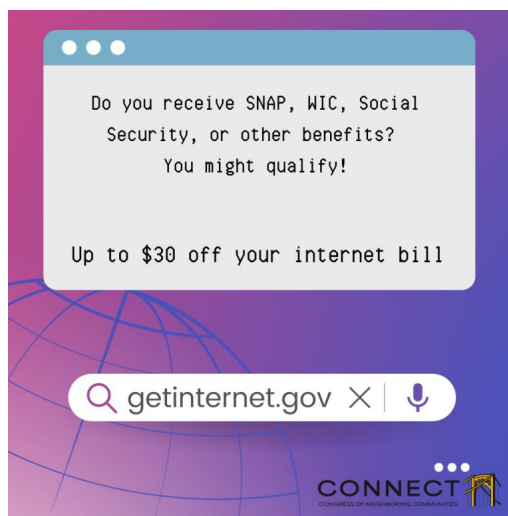 Do you receive SNAP, WIC, Social
Security, or other benefits?
You might qualify!
Up to $30 off your internet bill
getinternet.gov
CONNECT
CONGRESS OF NEIGHBORING COMMUNITIES